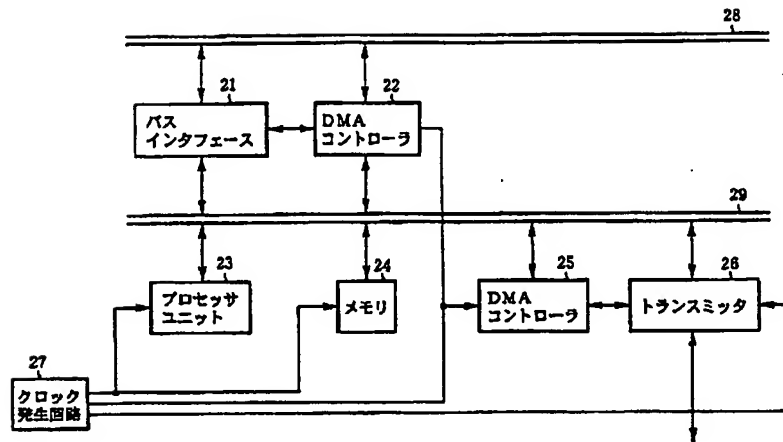 28
21
バス
インタフェース
22
DMA
コントローラ
29
23
プロセッサ
ユニット
24
メモリ
25
DMA
コントローラ
26
トランスミッタ
27
クロック
発生回路